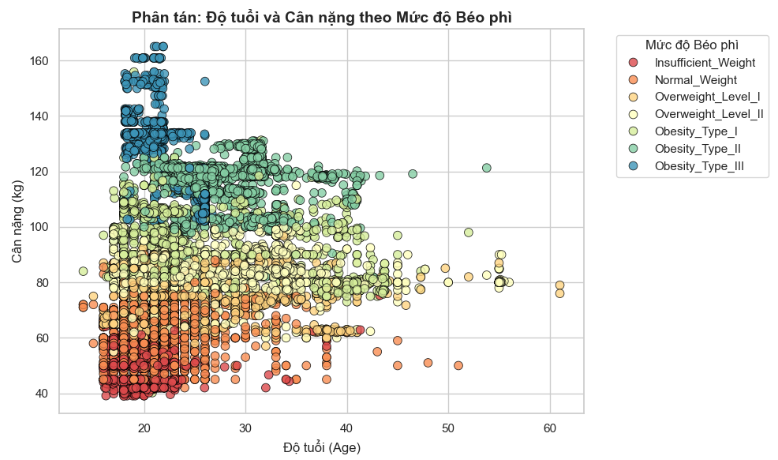 Phân tán: Độ tuổi và Cân nặng theo Mức độ Béo phì
Mức độ Béo phì
Insufficient_Weight
Normal_Weight
Overweight_Level_I
Overweight_Level_II
Obesity_Type_I
Obesity_Type_II
Obesity_Type_III
Cân nặng (kg)
160
140
120
100
80
60
40
20
30
40
50
60
Độ tuổi (Age)